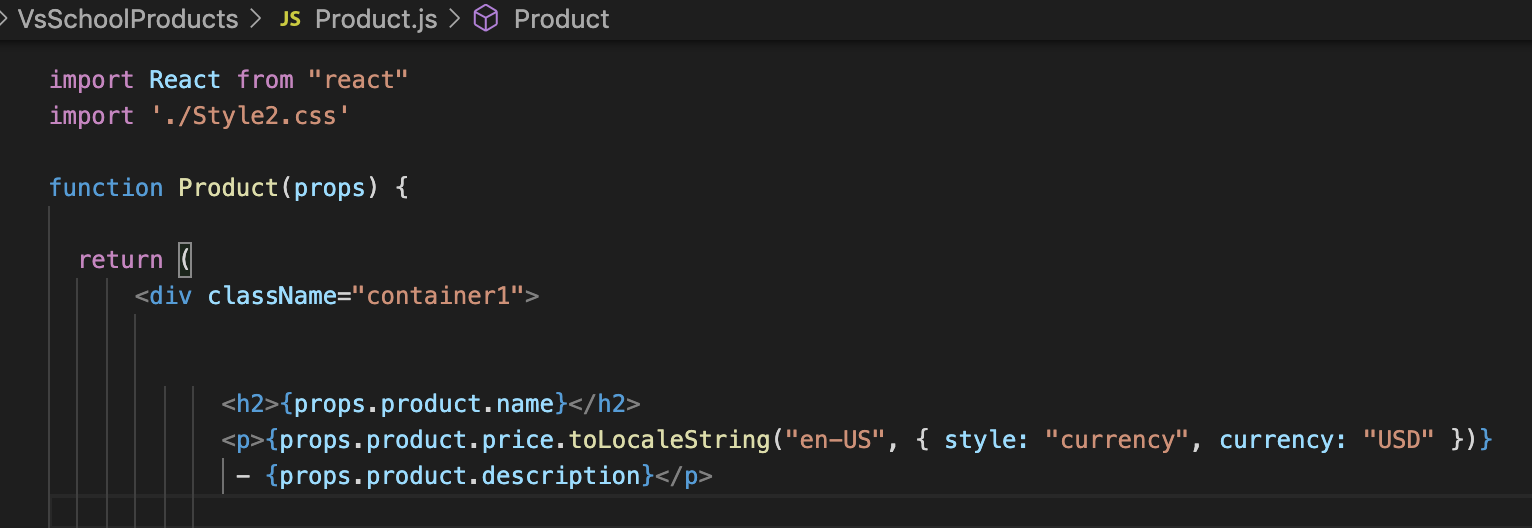 VsSchoolProducts > JS Product.js > Product
import React from "react"
import './Style2.css'
function Product(props) {
return (
<div className="container1">
<h2>{props.product.name}</h2>
<p>{props.product.price.toLocaleString("en-US", { style: "currency", currency: "USD" })}
- {props.product.description}</p>